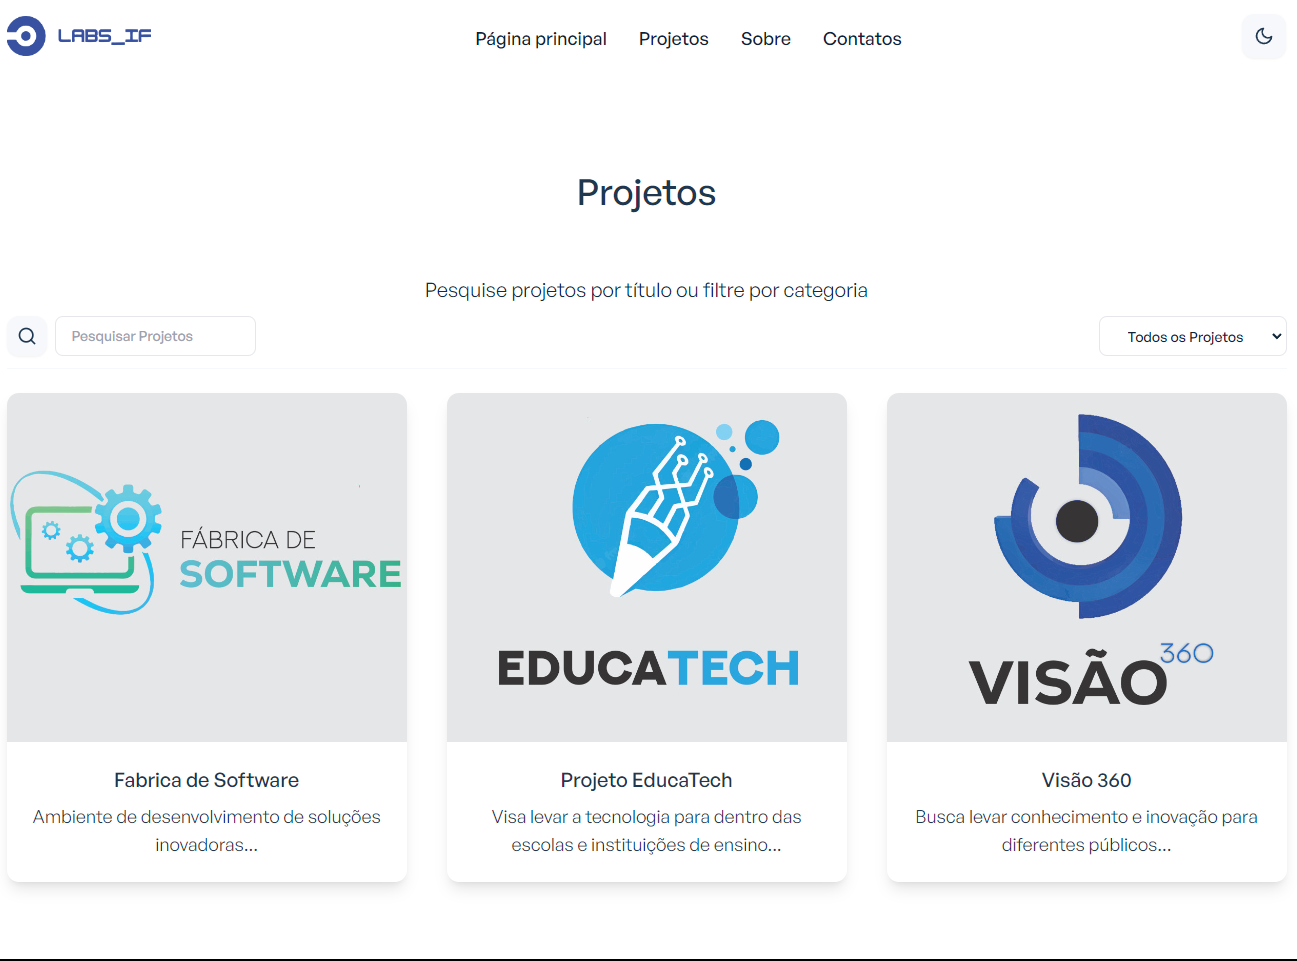 LABS_IF
Página principal Projetos Sobre Contatos
Projetos
Pesquise projetos por título ou filtre por categoria
Pesquisar Projetos
Todos os Projetos
FÁBRICA DE
SOFTWARE
EDUCATECH
VISÃO 360
Fabrica de Software
Ambiente de desenvolvimento de soluções
inovadoras...
Projeto EducaTech
Visa levar a tecnologia para dentro das
escolas e instituições de ensino...
Visão 360
Busca levar conhecimento e inovação para
diferentes públicos...